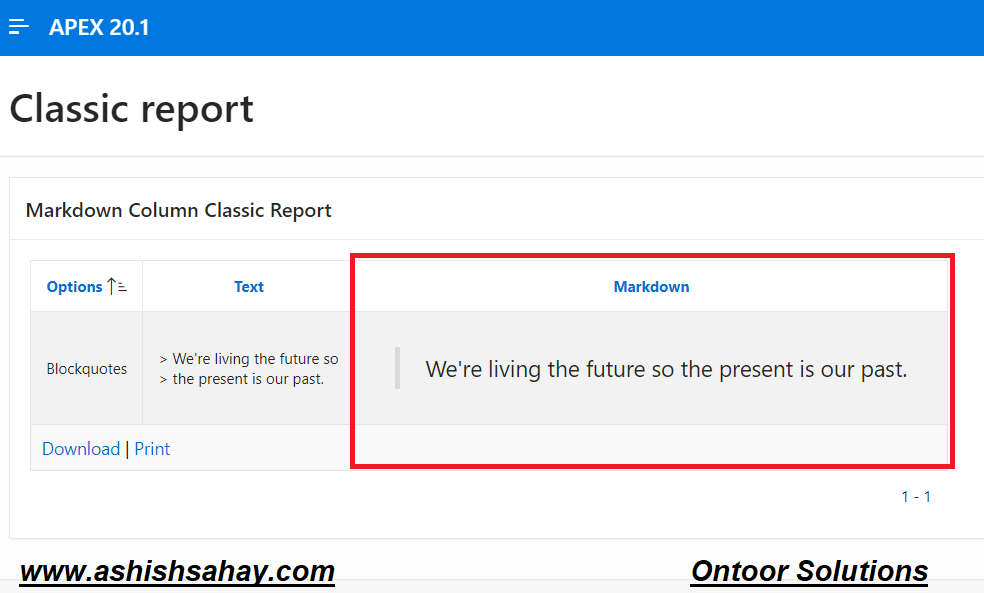 APEX 20.1
Classic report
Markdown Column Classic Report
Options Text Markdown
Blockquotes
> We're living the future so
> the present is our past.
We're living the future so the present is our past.
Download | Print
1 - 1
www.ashishsahay.com Ontoor Solutions